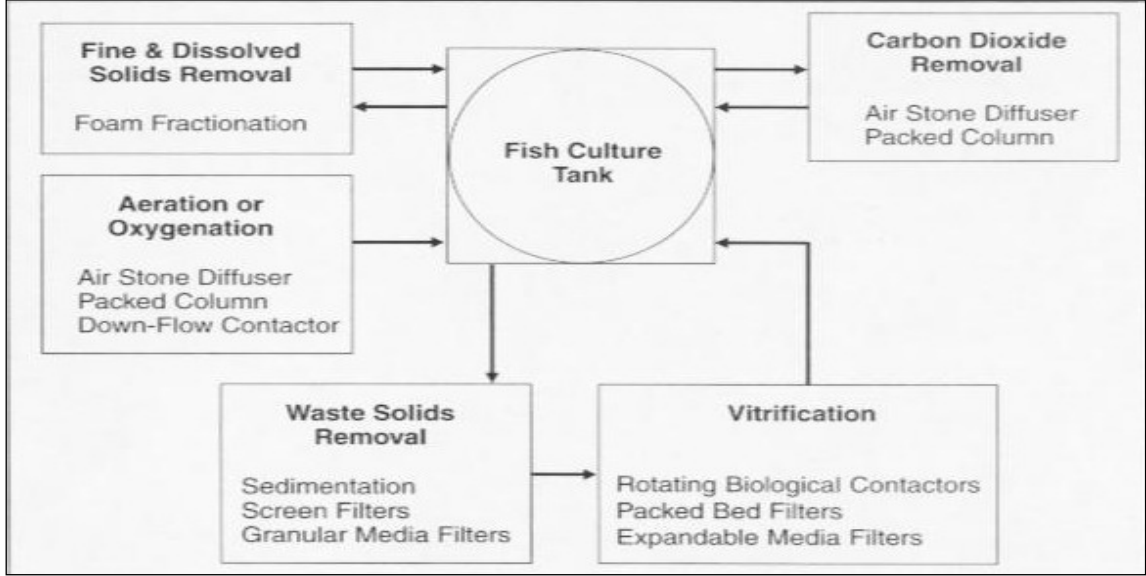 Fine & Dissolved
Solids Removal
Foam Fractionation
Carbon Dioxide
Removal
Air Stone Diffuser
Packed Column
Fish Culture
Tank
Aeration or
Oxygenation
Air Stone Diffuser
Packed Column
Down-Flow Contactor
Waste Solids
Removal
Sedimentation
Screen Filters
Granular Media Filters
Vitrification
Rotating Biological Contactors
Packed Bed Filters
Expandable Media Filters